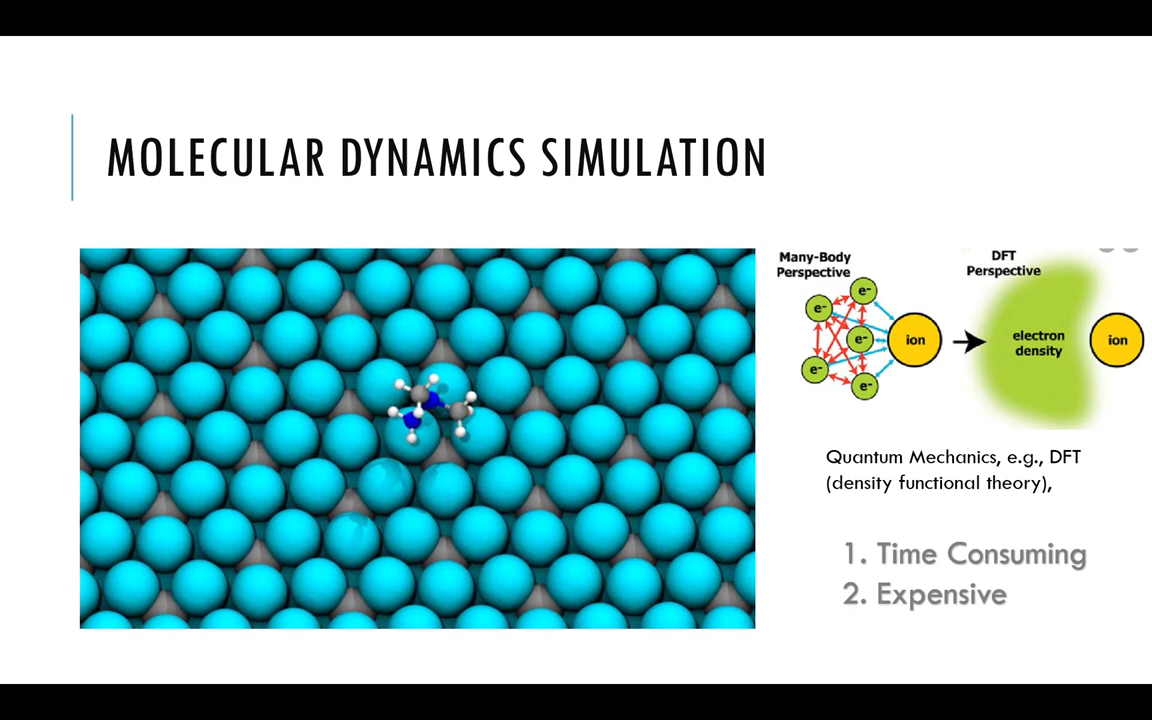 MOLECULAR DYNAMICS SIMULATION
Many-Body
Perspective
DFT
Perspective
e-
e-
e-
e-
e-
ion
electron
density
ion
Quantum Mechanics, e.g., DFT
(density functional theory),
1. Time Consuming
2. Expensive